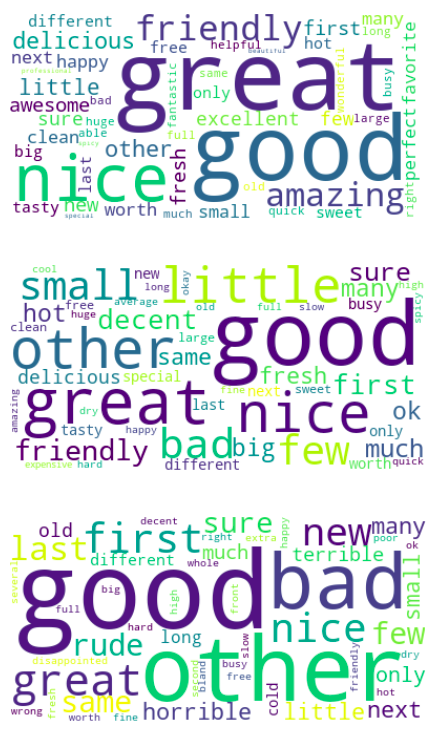 different friendly first many
long
delicious free helpful hot beautiful
next happy great
professional
little fantastic same wonderful busy perfect favorite
awesome bad only
sure huge excellent few large
able full
clean other good
spicy
big last fresh old amazing right
nice
tasty new worth much small quick sweet
special
cool small little new long okay sure
average many high
hot free old full slow busy spicy
clean huge decent good
other same large
delicious special fresh first
amazing great last fine next sweet nice
dry ok
tasty happy only
friendly bad big few much
expensive hard different worth quick
old first sure decent happy right extra new many
poor ok
last different much whole terrible
several good bad small
big high front
full hard nice few
rude long slow
disappointed other busy friendly dry
great second bland free cold only
hot
wrong fresh same horrible little next
worth fine